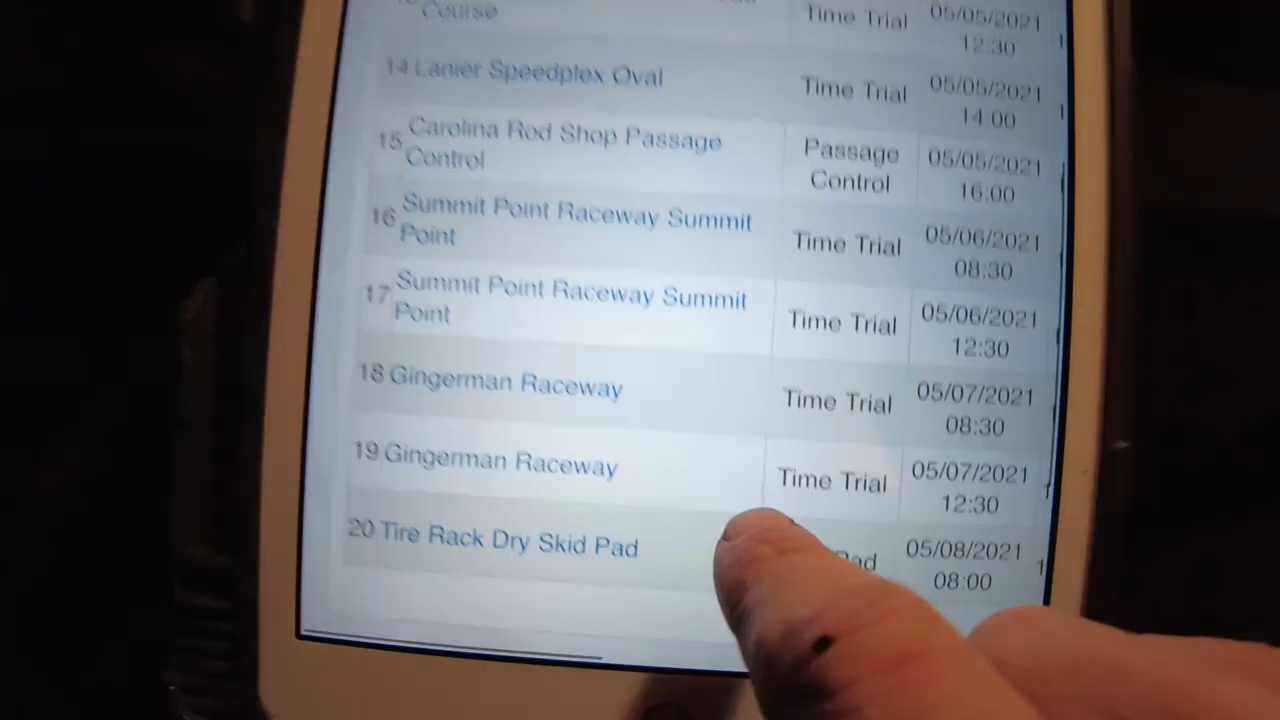 Course
Time Trial
05/05/2021
12:30
14 Lanier Speedplex Oval
Time Trial
05/05/2021
14:00
15 Carolina Rod Shop Passage
Control
Passage
Control
05/05/2021
16:00
16 Summit Point Raceway Summit
Point
Time Trial
05/06/2021
08:30
17 Summit Point Raceway Summit
Point
Time Trial
05/06/2021
12:30
18 Gingerman Raceway
Time Trial
05/07/2021
08:30
19 Gingerman Raceway
Time Trial
05/07/2021
12:30
20 Tire Rack Dry Skid Pad
Pad
05/08/2021
08:00